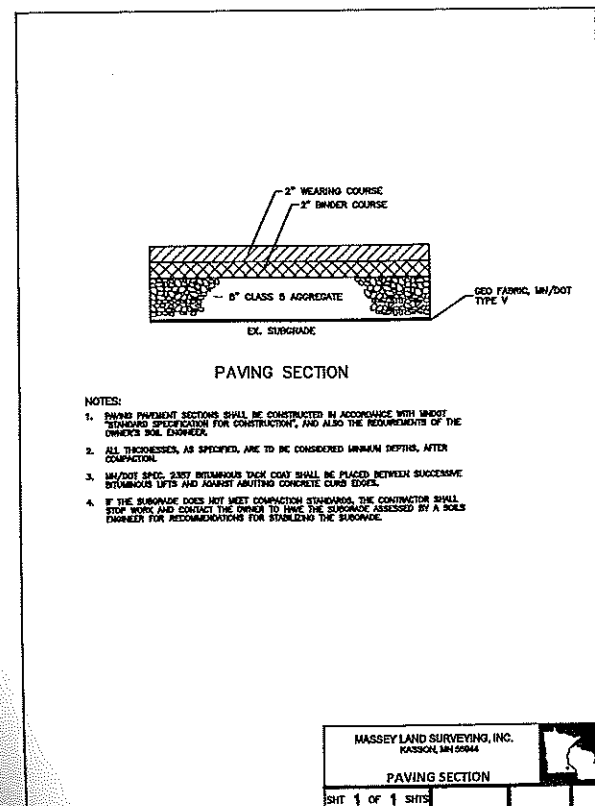 2" WEARING COURSE
2" BINDER COURSE
8" CLASS 5 AGGREGATE
GEO FABRIC, MN/DOT
TYPE V
EX. SUBGRADE
PAVING SECTION
NOTES:
1. PAVING PAVEMENT SECTIONS SHALL BE CONSTRUCTED IN ACCORDANCE WITH MNDOT
"STANDARD SPECIFICATION FOR CONSTRUCTION", AND ALSO THE REQUIREMENTS OF THE
OWNER'S SOIL ENGINEER.
2. ALL THICKNESSES, AS SPECIFIED, ARE TO BE CONSIDERED MINIMUM DEPTHS, AFTER
COMPACTION.
3. MN/DOT SPEC. 2357 BITUMINOUS TACK COAT SHALL BE PLACED BETWEEN SUCCESSIVE
BITUMINOUS LIFTS AND AGAINST ABUTTING CONCRETE CURB EDGES.
4. IF THE SUBGRADE DOES NOT MEET COMPACTION STANDARDS, THE CONTRACTOR SHALL
STOP WORK AND CONTACT THE OWNER TO HAVE THE SUBGRADE ASSESSED BY A SOILS
ENGINEER FOR RECOMMENDATIONS FOR STABILIZING THE SUBGRADE.
MASSEY LAND SURVEYING, INC.
KASSON, MN 55944
PAVING SECTION
SHT 1 OF 1 SHTS